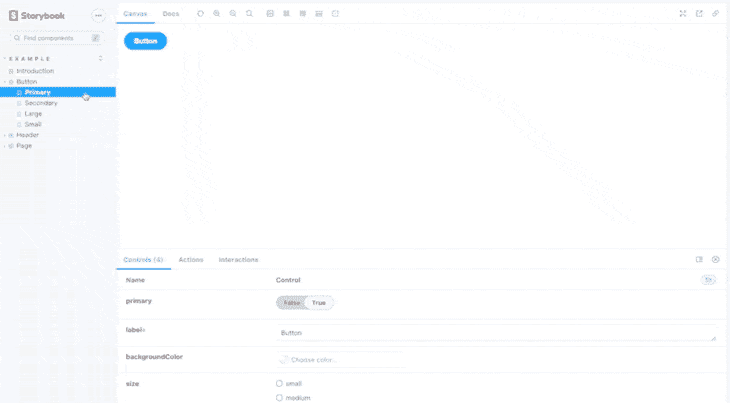 Storybook
Canvas Docs
Find components
/
Button
EXAMPLE
Introduction
Button
Primary
Secondary
Large
Small
Header
Page
Controls (4) Actions Interactions
Name Control
primary False True
label* Button
backgroundColor Choose color...
size small
medium